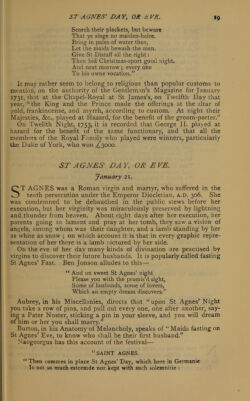 ST AGNES' DAY, OR EVE. 19
Scorch their plackets, but beware
That ye singe no maiden-haire.
Bring in pales of water then,
Let the maids bewash the men.
Give St Distaff all the right:
Then bid Christmas-sport good night.
And next morrow; every one
To his owne vocation."
It may rather seem to belong to religious than popular customs to
mention, on the authority of the Gentleman's Magazine for January
1731, that at the Chapel-Royal at St James's, on Twelfth Day that
year, "the King and the Prince made the offerings at the altar of
gold, frankincense, and myrrh, according to custom. At night their
Majesties, &c., played at Hazard, for the benefit of the groom-porter."
On Twelfth Night, 1753, it is recorded that George II. played at
hazard for the benefit of the same functionary, and that all the
members of the Royal Family who played were winners, particularly
the Duke of York, who won £3000.
ST AGNES' DAY, OR EVE.
January 21.
ST AGNES was a Roman virgin and martyr, who suffered in the
tenth persecution under the Emperor Diocletian, A.D. 306. She
was condemned to be debauched in the public stews before her
execution, but her virginity was miraculously preserved by lightning
and thunder from heaven. About eight days after her execution, her
parents going to lament and pray at her tomb, they saw a vision of
angels, among whom was their daughter, and a lamb standing by her
as white as snow; on which account it is that in every graphic repre-
sentation of her there is a lamb pictured by her side.
On the eve of her day many kinds of divination are practised by
virgins to discover their future husbands. It is popularly called fasting
St Agnes' Fast. Ben Jonson alludes to this—
"And on sweet St Agnes' night
Please you with the promis'd sight,
Some of husbands, some of lovers,
Which an empty dream discovers."
Aubrey, in his Miscellanies, directs that "upon St Agnes' Night
you take a row of pins, and pull out every one, one after another, say-
ing a Pater Noster, sticking a pin in your sleeve, and you will dream
of him or her you shall marry."
Burton, in his Anatomy of Melancholy, speaks of "Maids fasting on
St Agnes' Eve, to know who shall be their first husband."
Naogeorgus has this account of the festival—
"SAINT AGNES.
"Then commes in place St Agnes' Day, which here in Germanie
Is not so much esteemde nor kept with such solemnitie: